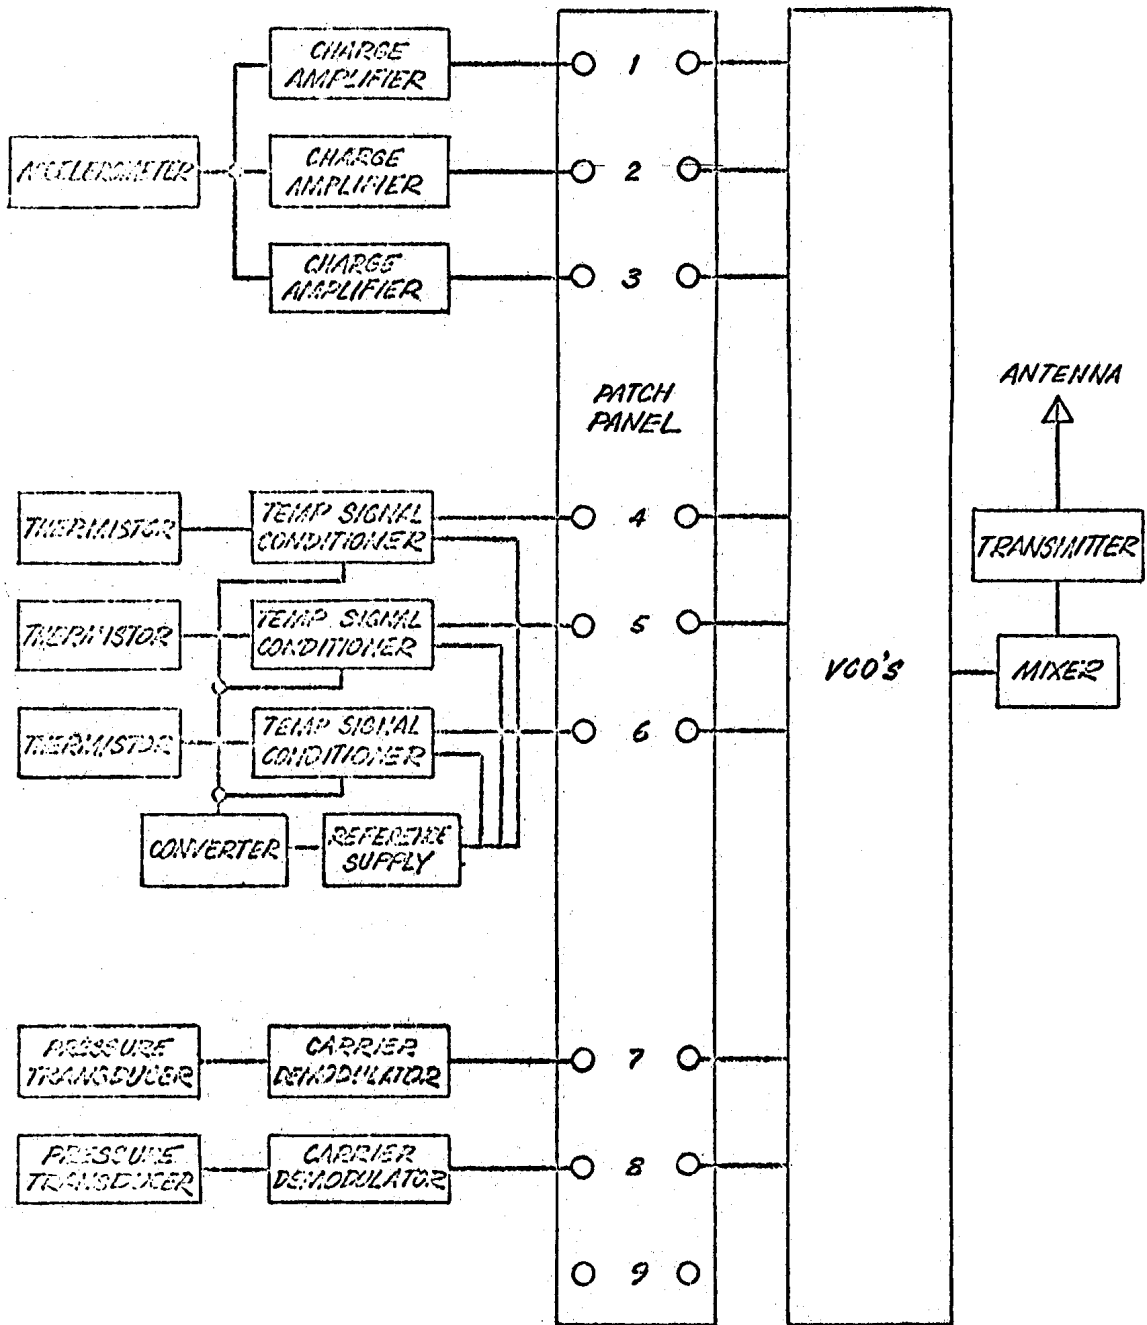 CHARGE
AMPLIFIER
1
ACCELEROMETER
CHARGE
AMPLIFIER
2
CHARGE
AMPLIFIER
3
PATCH
PANEL
ANTENNA
THERMISTOR
TEMP SIGNAL
CONDITIONER
4
TRANSMITTER
THERMISTOR
TEMP SIGNAL
CONDITIONER
5
VCO'S
MIXER
THERMISTOR
TEMP SIGNAL
CONDITIONER
6
CONVERTER
REFERENCE
SUPPLY
PRESSURE
TRANSDUCER
CARRIER
DEMODULATOR
7
PRESSURE
TRANSDUCER
CARRIER
DEMODULATOR
8
9